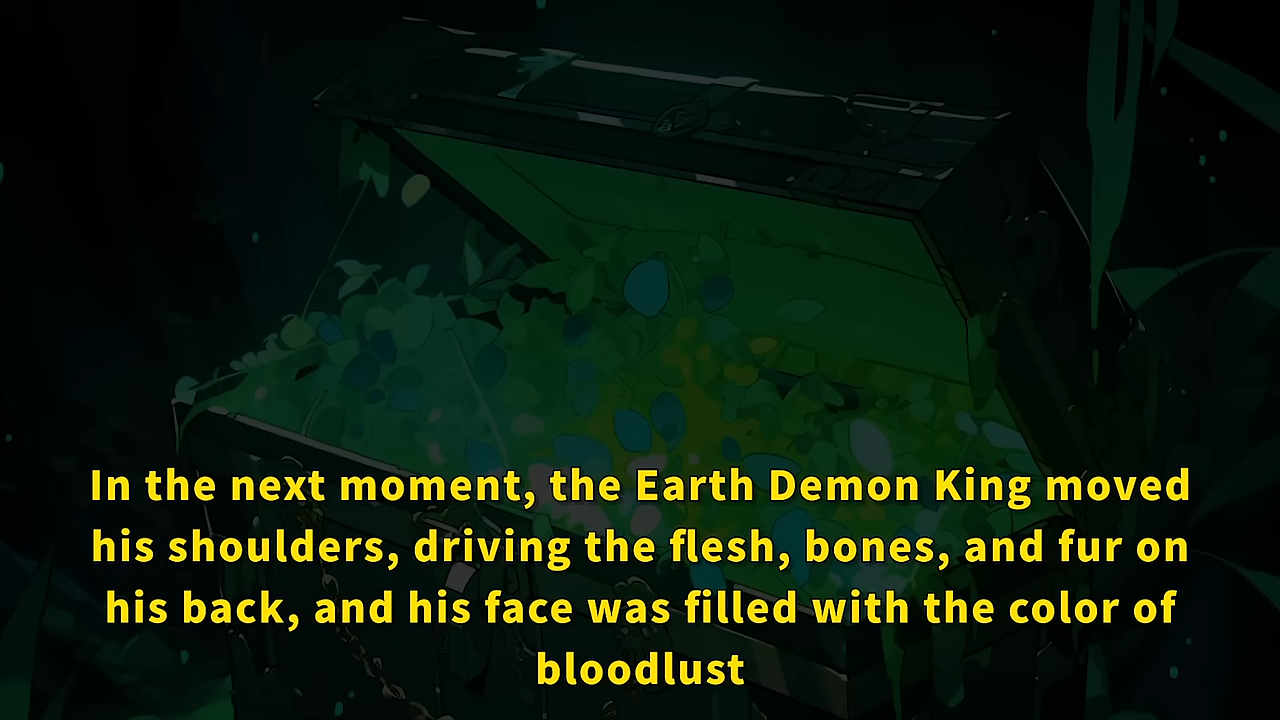 In the next moment, the Earth Demon King moved
his shoulders, driving the flesh, bones, and fur on
his back, and his face was filled with the color of
bloodlust